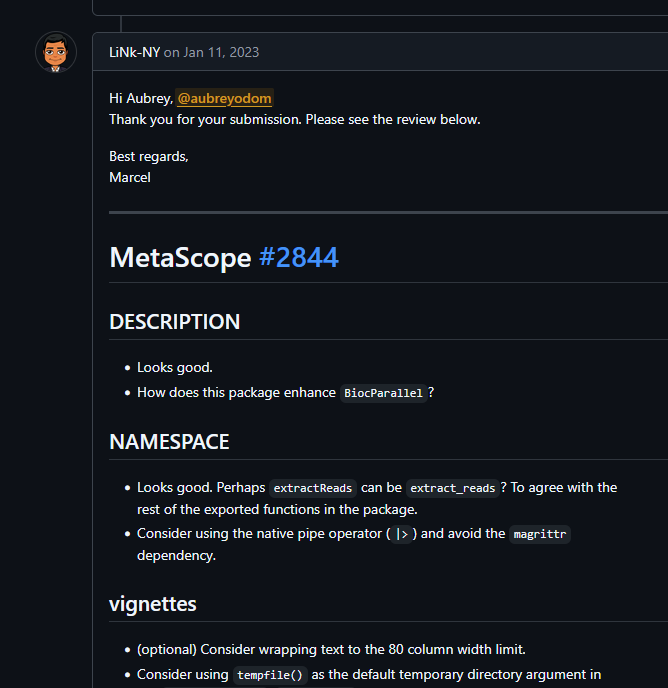 LiNk-NY on Jan 11, 2023
Hi Aubrey, @aubreyodom
Thank you for your submission. Please see the review below.
Best regards,
Marcel
MetaScope #2844
DESCRIPTION
• Looks good.
• How does this package enhance BiocParallel?
NAMESPACE
• Looks good. Perhaps extractReads can be extract_reads? To agree with the
rest of the exported functions in the package.
• Consider using the native pipe operator (|>) and avoid the magrittr
dependency.
vignettes
• (optional) Consider wrapping text to the 80 column width limit.
• Consider using tempfile() as the default temporary directory argument in